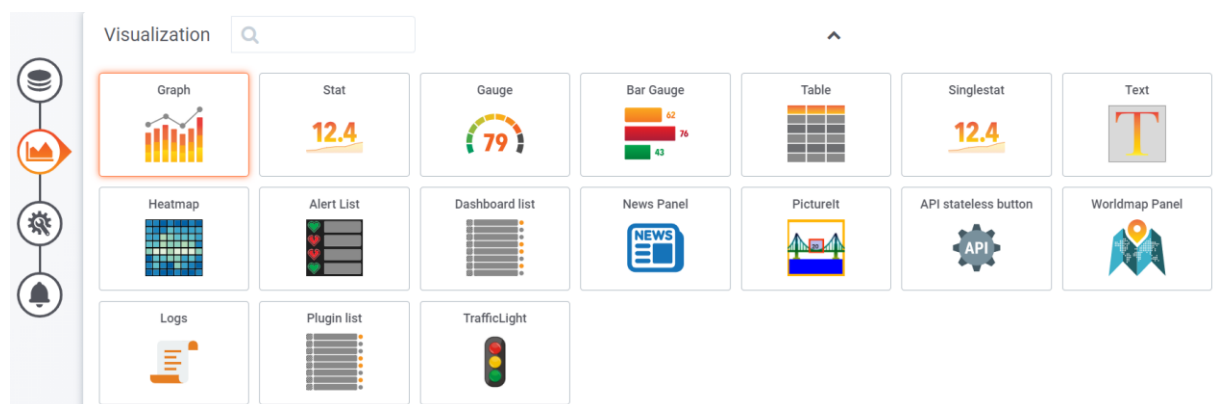 Visualization
Graph Stat Gauge Bar Gauge Table Singlestat Text
12.4 79 62 76 43 12.4 T
Heatmap Alert List Dashboard list News Panel PictureIt API stateless button Worldmap Panel
NEWS 20 API
Logs Plugin list TrafficLight